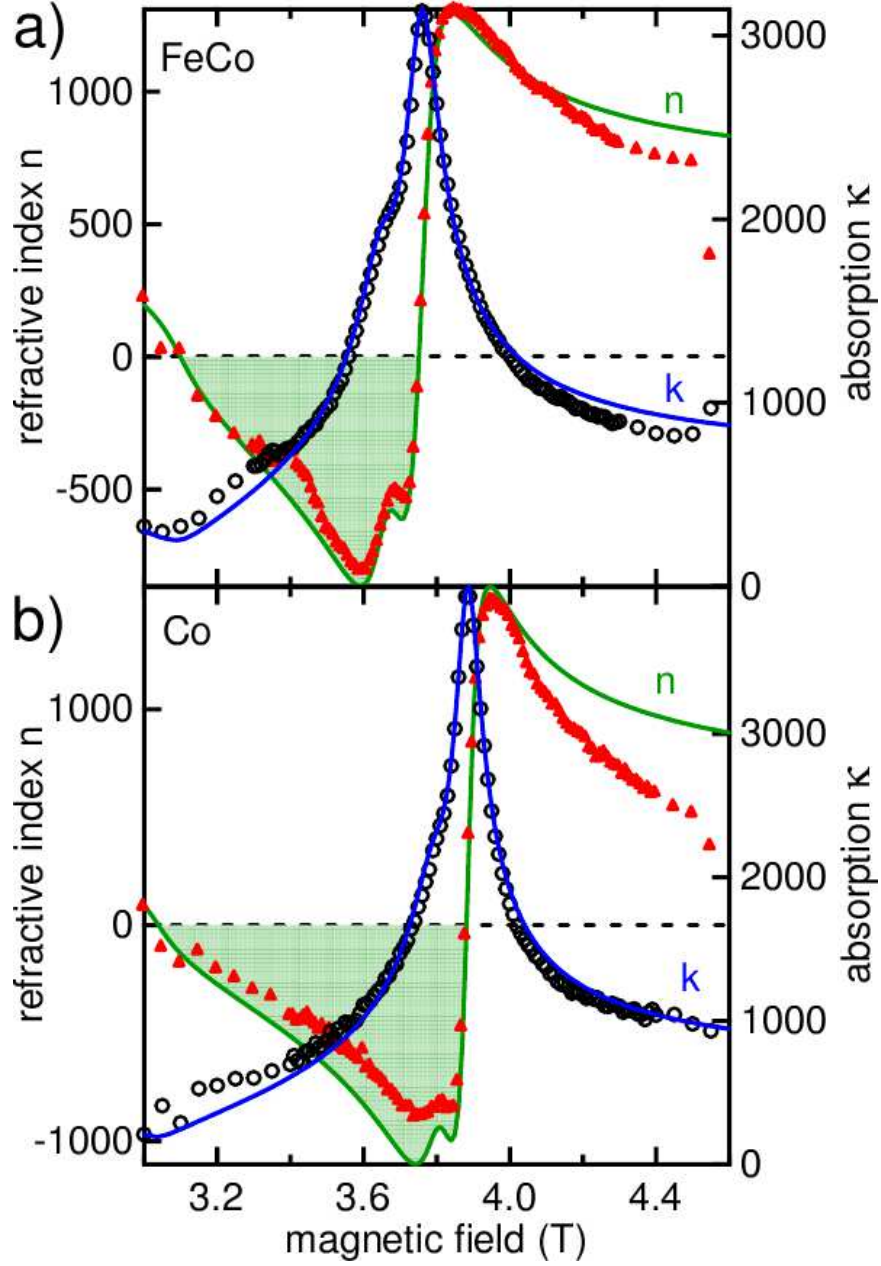 a)
FeCo
n
k
1000
500
0
-500
refractive index n
3000
2000
1000
0
absorption κ
b)
Co
n
k
1000
0
-1000
refractive index n
3000
2000
1000
0
absorption κ
3.2 3.6 4.0 4.4
magnetic field (T)